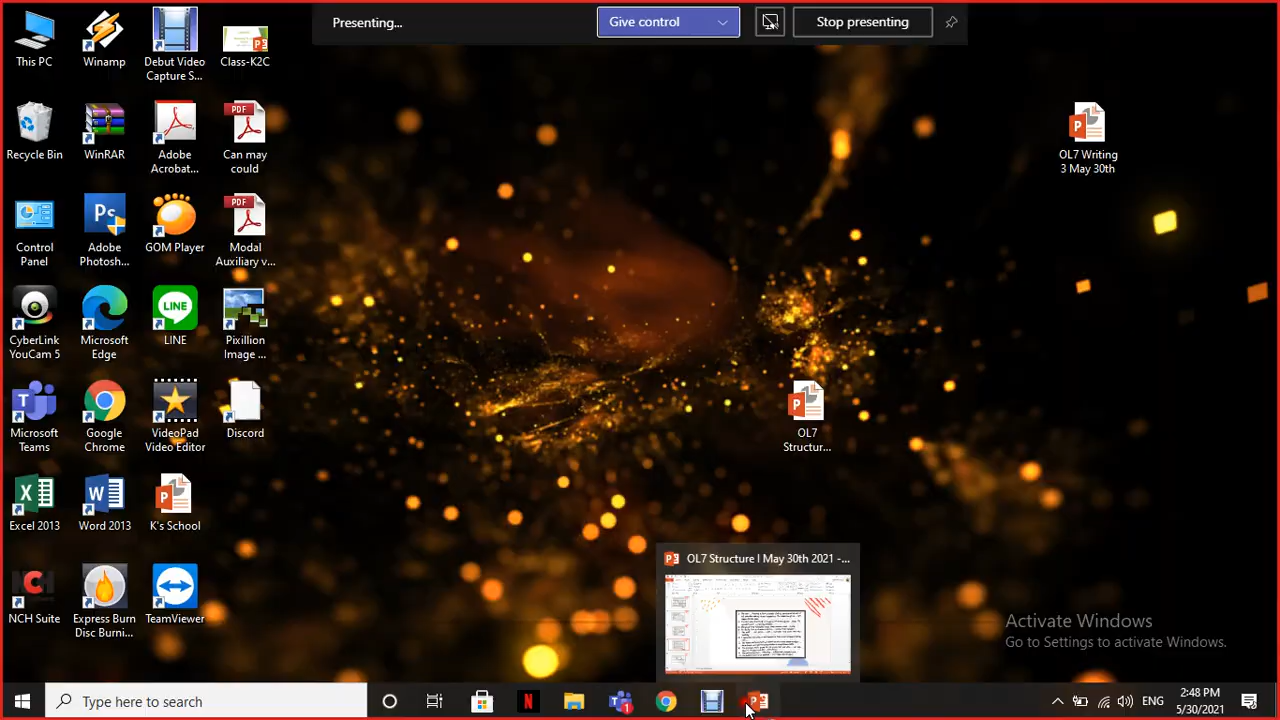 Presenting...
Give control
Stop presenting
This PC
Winamp
Debut Video
Capture S...
Class-K2C
Recycle Bin
WinRAR
Adobe
Acrobat...
Can may
could
Control
Panel
Adobe
Photosh...
GOM Player
Modal
Auxiliary v...
CyberLink
YouCam 5
Microsoft
Edge
LINE
Pixillion
Image ...
Microsoft
Teams
Google
Chrome
VideoPad
Video Editor
Discord
Excel 2013
Word 2013
K's School
NCH Suite
Express Burn
Disc Burni...
TeamViewer
OL7 Writing
3 May 30th
OL7
Structur...
OL7 Structure I May 30th 2021 -...
Activate Windows
Go to Settings to activate Windows.
Type here to search
ENG
2:48 PM
5/30/2021